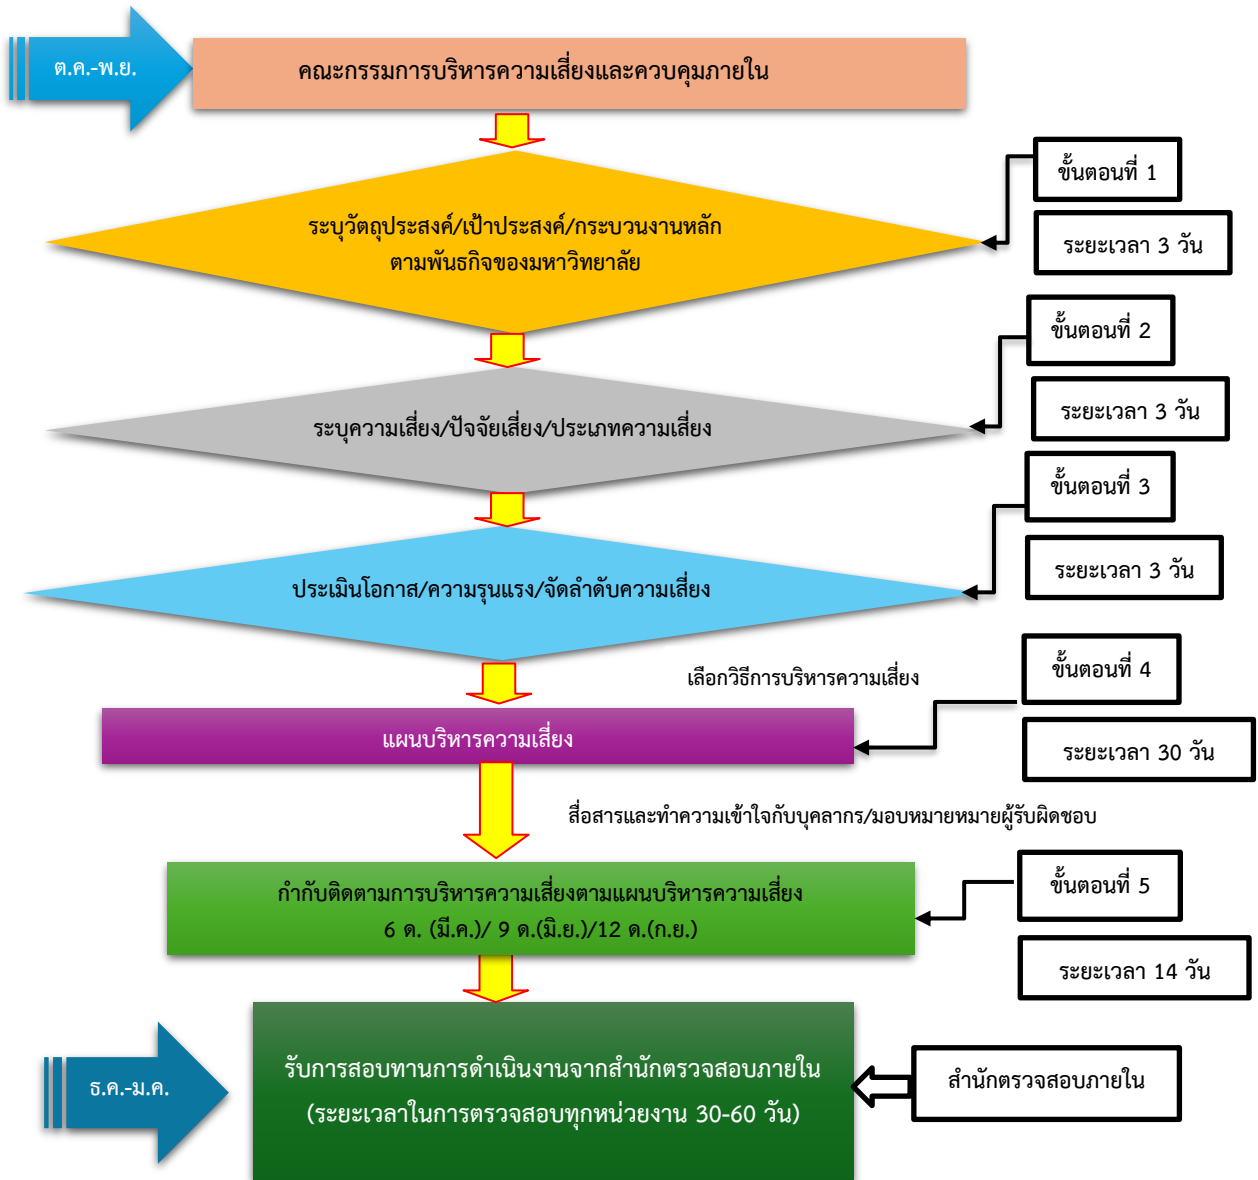 ต.ค.-พ.ย.
คณะกรรมการบริหารความเสี่ยงและควบคุมภายใน
ขั้นตอนที่ 1
ระบุวัตถุประสงค์/เป้าประสงค์/กระบวนงานหลัก
ตามพันธกิจของมหาวิทยาลัย
ระยะเวลา 3 วัน
ขั้นตอนที่ 2
ระบุความเสี่ยง/ปัจจัยเสี่ยง/ประเภทความเสี่ยง
ระยะเวลา 3 วัน
ขั้นตอนที่ 3
ประเมินโอกาส/ความรุนแรง/จัดลำดับความเสี่ยง
ระยะเวลา 3 วัน
เลือกวิธีการบริหารความเสี่ยง
ขั้นตอนที่ 4
แผนบริหารความเสี่ยง
ระยะเวลา 30 วัน
สื่อสารและทำความเข้าใจกับบุคลากร/มอบหมายหมายผู้รับผิดชอบ
ขั้นตอนที่ 5
กำกับติดตามการบริหารความเสี่ยงตามแผนบริหารความเสี่ยง
6 ด. (มี.ค.)/ 9 ด.(มิ.ย.)/12 ด.(ก.ย.)
ระยะเวลา 14 วัน
ธ.ค.-ม.ค.
รับการสอบทานการดำเนินงานจากสำนักตรวจสอบภายใน
(ระยะเวลาในการตรวจสอบทุกหน่วยงาน 30-60 วัน)
สำนักตรวจสอบภายใน